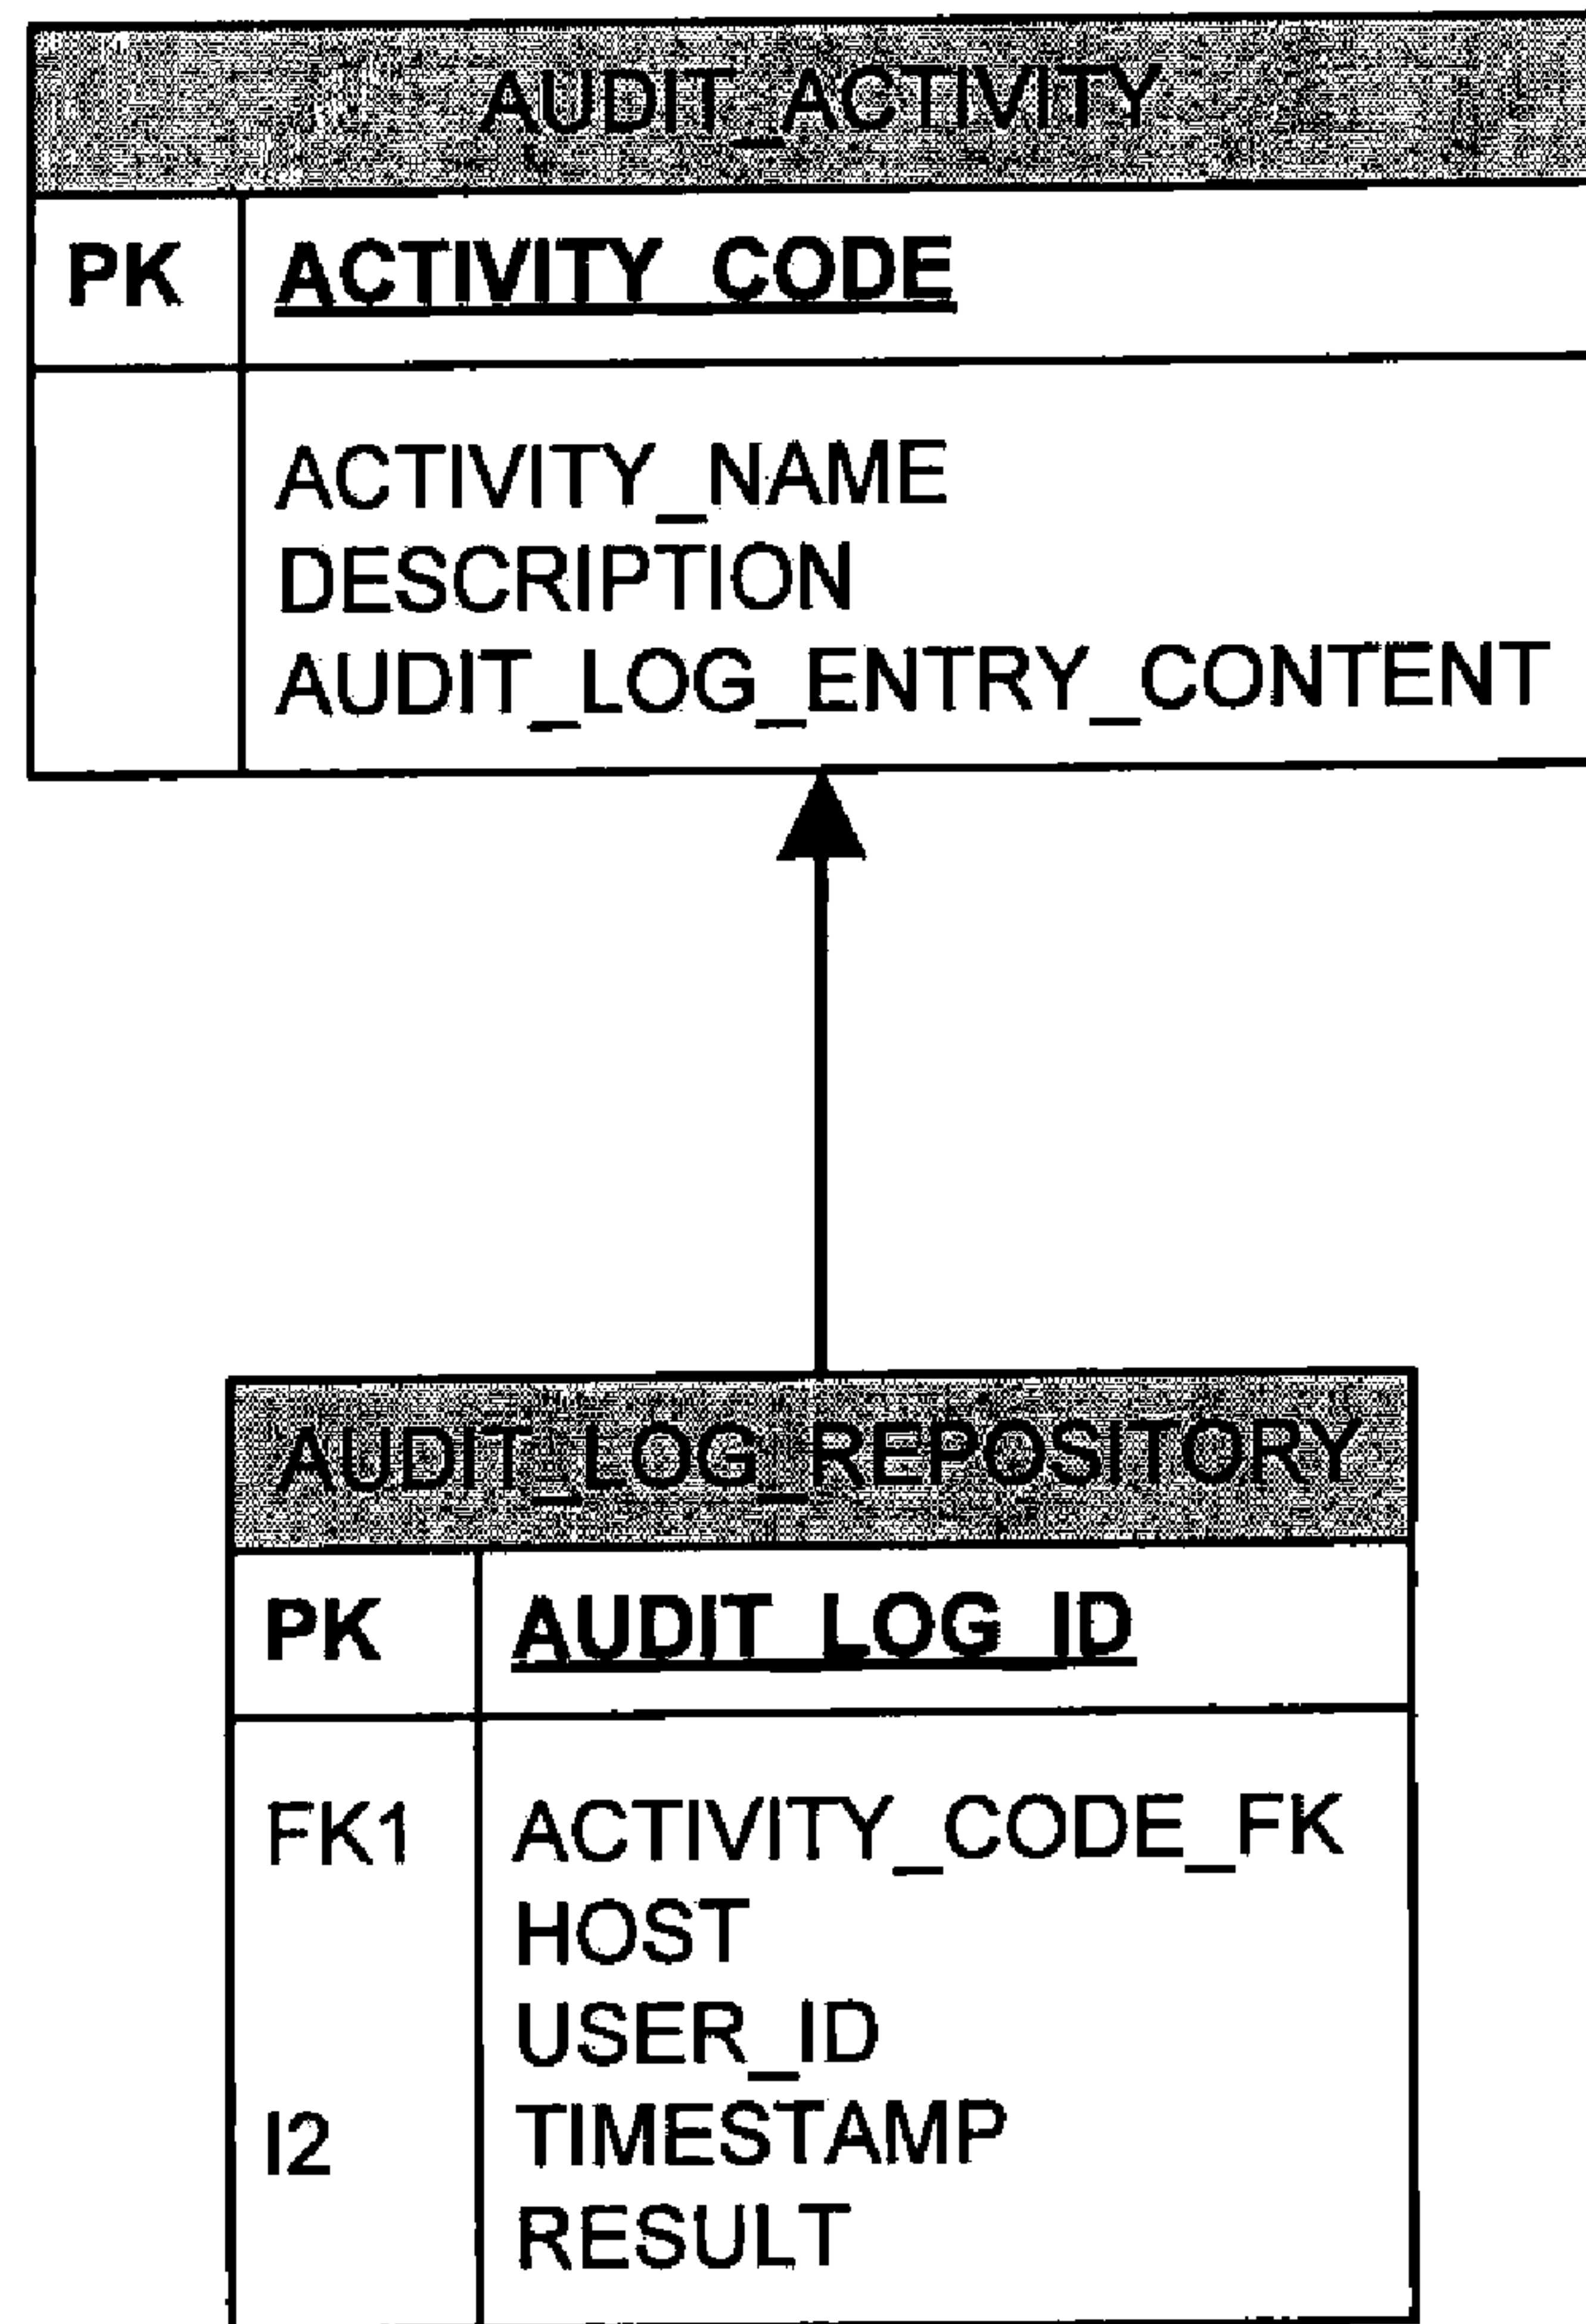 AUDIT_ACTIVITY
PK ACTIVITY_CODE
ACTIVITY_NAME
DESCRIPTION
AUDIT_LOG_ENTRY_CONTENT
AUDIT_LOG_REPOSITORY
PK AUDIT_LOG_ID
FK1 ACTIVITY_CODE_FK
HOST
USER_ID
I2 TIMESTAMP
RESULT